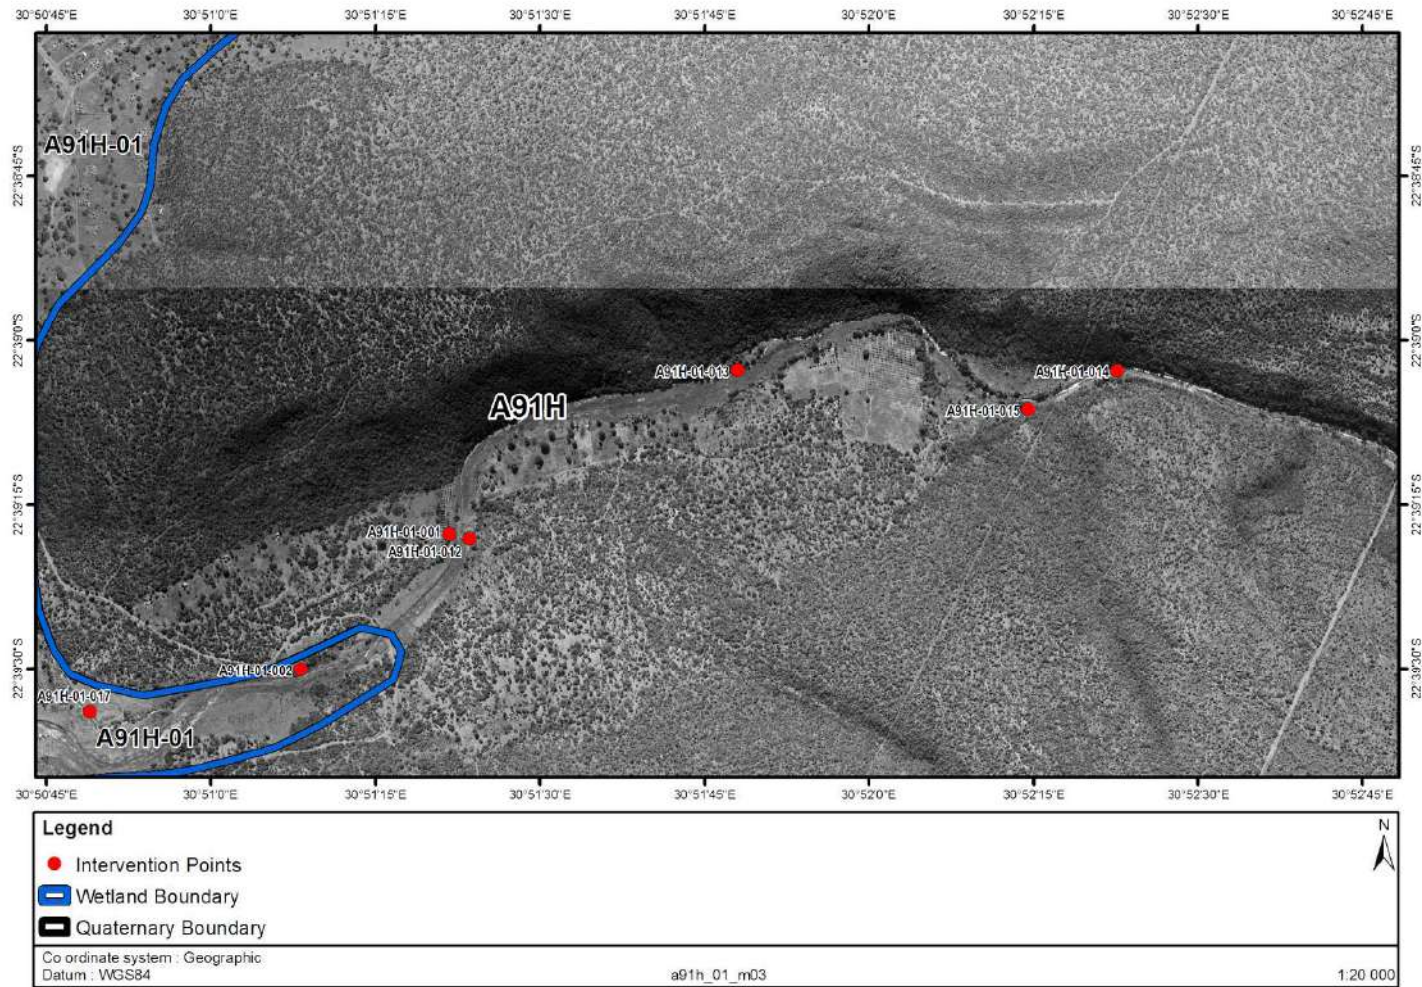 30°50'45"E 30°51'0"E 30°51'15"E 30°51'30"E 30°51'45"E 30°52'0"E 30°52'15"E 30°52'30"E 30°52'45"E
A91H-01
22°38'45"S 22°38'45"S
22°39'0"S 22°39'0"S
A91H-01-013 A91H-01-014
A91H A91H-01-015
22°39'15"S 22°39'15"S
A91H-01-001
A91H-01-012
22°39'30"S A91H-01-002 22°39'30"S
A91H-01-017
A91H-01
30°50'45"E 30°51'0"E 30°51'15"E 30°51'30"E 30°51'45"E 30°52'0"E 30°52'15"E 30°52'30"E 30°52'45"E
Legend
N
Intervention Points
Wetland Boundary
Quaternary Boundary
Co ordinate system : Geographic
Datum : WGS84 a91h_01_m03 1:20 000